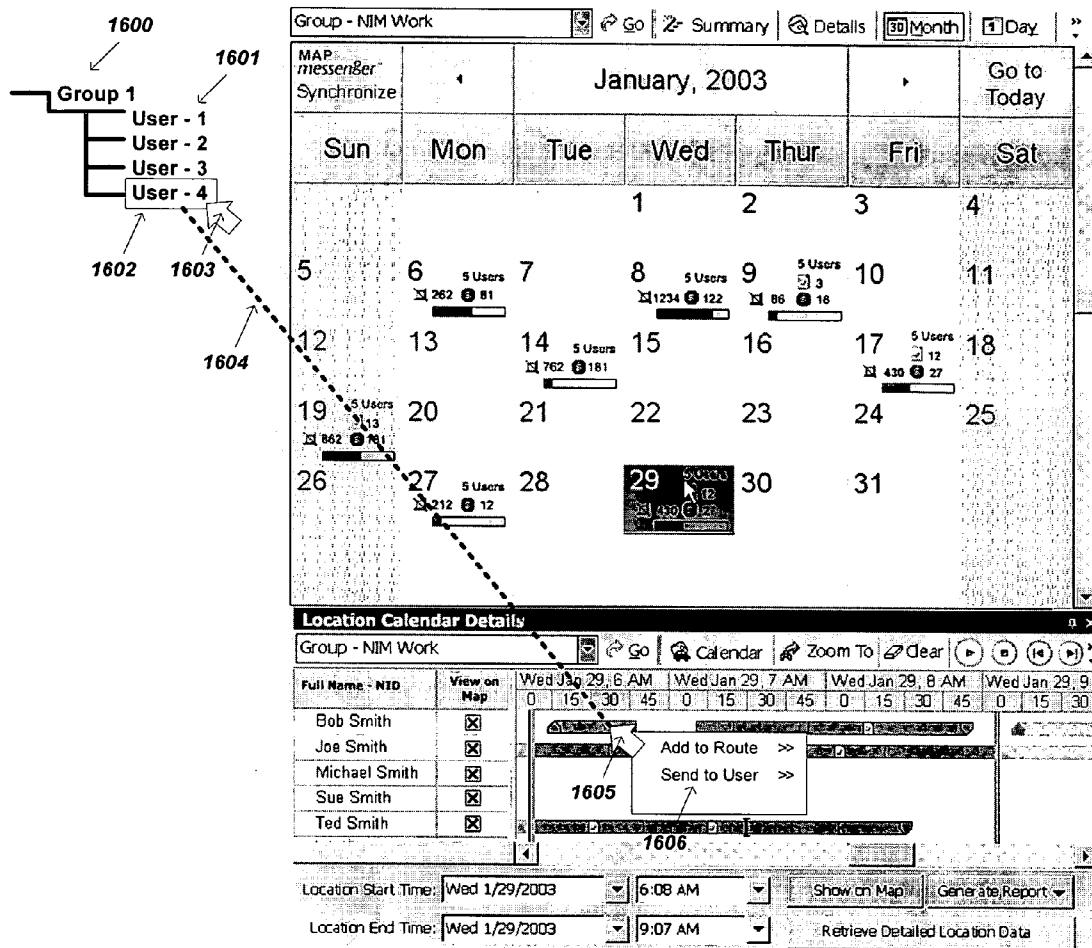 1600
1601
Group 1
User - 1
User - 2
User - 3
User - 4
1602
1603
1604
Group - NIM Work
Go
Summary
Details
30 Month
1 Day
»
MAP
messenger
Synchronize
January, 2003
Go to
Today
Sun Mon Tue Wed Thur Fri Sat
1 2 3 4
5 6 7 8 9 10 11
5 Users
262 81
5 Users
1234 122
5 Users
3
86 18
12 13 14 15 16 17 18
5 Users
762 181
5 Users
12
430 27
19 20 21 22 23 24 25
5 Users
13
862
26 27 28 29 30 31
5 Users
212 12
5 Users
12
430
Location Calendar Details
Group - NIM Work
Go
Calendar
Zoom To
Clear
Full Name - NID
View on
Map
Wed Jan 29, 6 AM Wed Jan 29, 7 AM Wed Jan 29, 8 AM Wed Jan 29, 9
0 15 30 45 0 15 30 45 0 15 30 45 0 15 30
Bob Smith
Joe Smith
Michael Smith
Sue Smith
Ted Smith
Add to Route >>
Send to User >>
1605
1606
Location Start Time: Wed 1/29/2003 6:08 AM Show on Map Generate Report
Location End Time: Wed 1/29/2003 9:07 AM Retrieve Detailed Location Data